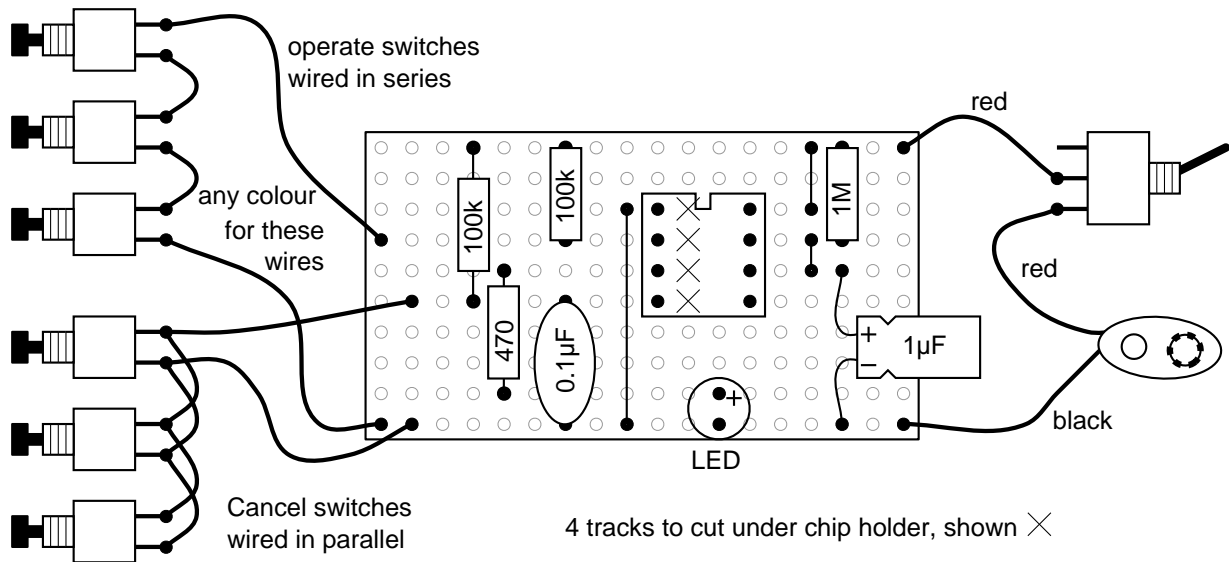 operate switches
wired in series
any colour
for these
wires
100k
470
100k
0.1µF
1M
+
1µF
−
+
LED
red
red
black
Cancel switches
wired in parallel
4 tracks to cut under chip holder, shown ×